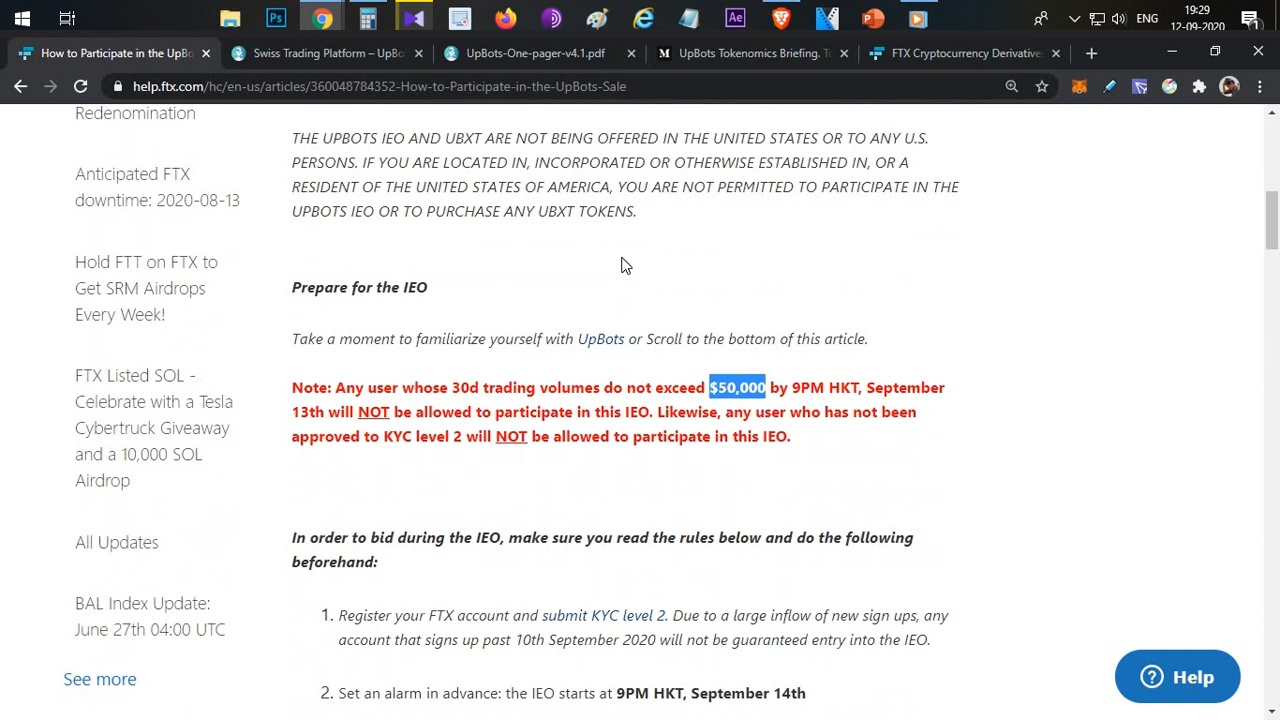 Ps
Ae
ENG
19:29
12-09-2020
How to Participate in the UpBo
Swiss Trading Platform – UpBo
UpBots-One-pager-v4.1.pdf
UpBots Tokenomics Briefing. T
FTX Cryptocurrency Derivative
help.ftx.com/hc/en-us/articles/360048784352-How-to-Participate-in-the-UpBots-Sale
Redenomination
Anticipated FTX
downtime: 2020-08-13
Hold FTT on FTX to
Get SRM Airdrops
Every Week!
FTX Listed SOL -
Celebrate with a Tesla
Cybertruck Giveaway
and a 10,000 SOL
Airdrop
All Updates
BAL Index Update:
June 27th 04:00 UTC
See more
THE UPBOTS IEO AND UBXT ARE NOT BEING OFFERED IN THE UNITED STATES OR TO ANY U.S.
PERSONS. IF YOU ARE LOCATED IN, INCORPORATED OR OTHERWISE ESTABLISHED IN, OR A
RESIDENT OF THE UNITED STATES OF AMERICA, YOU ARE NOT PERMITTED TO PARTICIPATE IN THE
UPBOTS IEO OR TO PURCHASE ANY UBXT TOKENS.
Prepare for the IEO
Take a moment to familiarize yourself with UpBots or Scroll to the bottom of this article.
Note: Any user whose 30d trading volumes do not exceed $50,000 by 9PM HKT, September
13th will NOT be allowed to participate in this IEO. Likewise, any user who has not been
approved to KYC level 2 will NOT be allowed to participate in this IEO.
In order to bid during the IEO, make sure you read the rules below and do the following
beforehand:
1. Register your FTX account and submit KYC level 2. Due to a large inflow of new sign ups, any
account that signs up past 10th September 2020 will not be guaranteed entry into the IEO.
2. Set an alarm in advance: the IEO starts at 9PM HKT, September 14th
Help